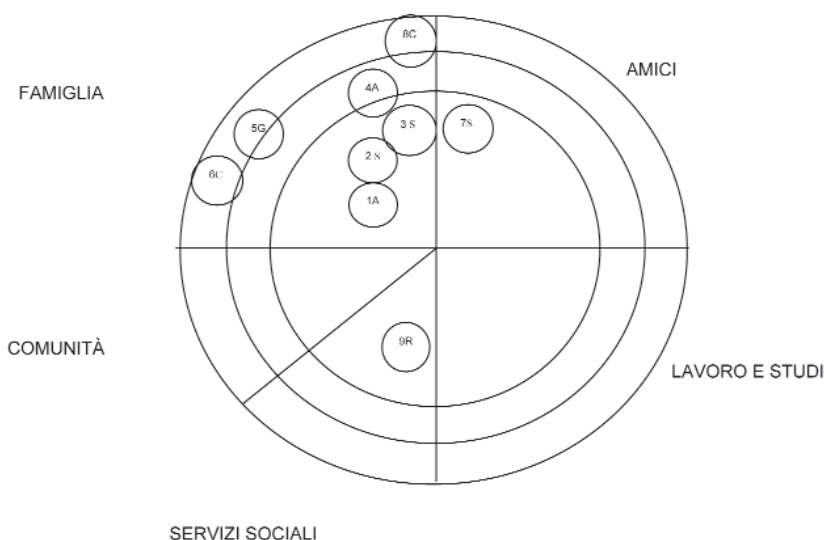 8C
AMICI
FAMIGLIA
4A
5G
3 S
7S
2 S
6C
1A
COMUNITÀ
9R
LAVORO E STUDI
SERVIZI SOCIALI